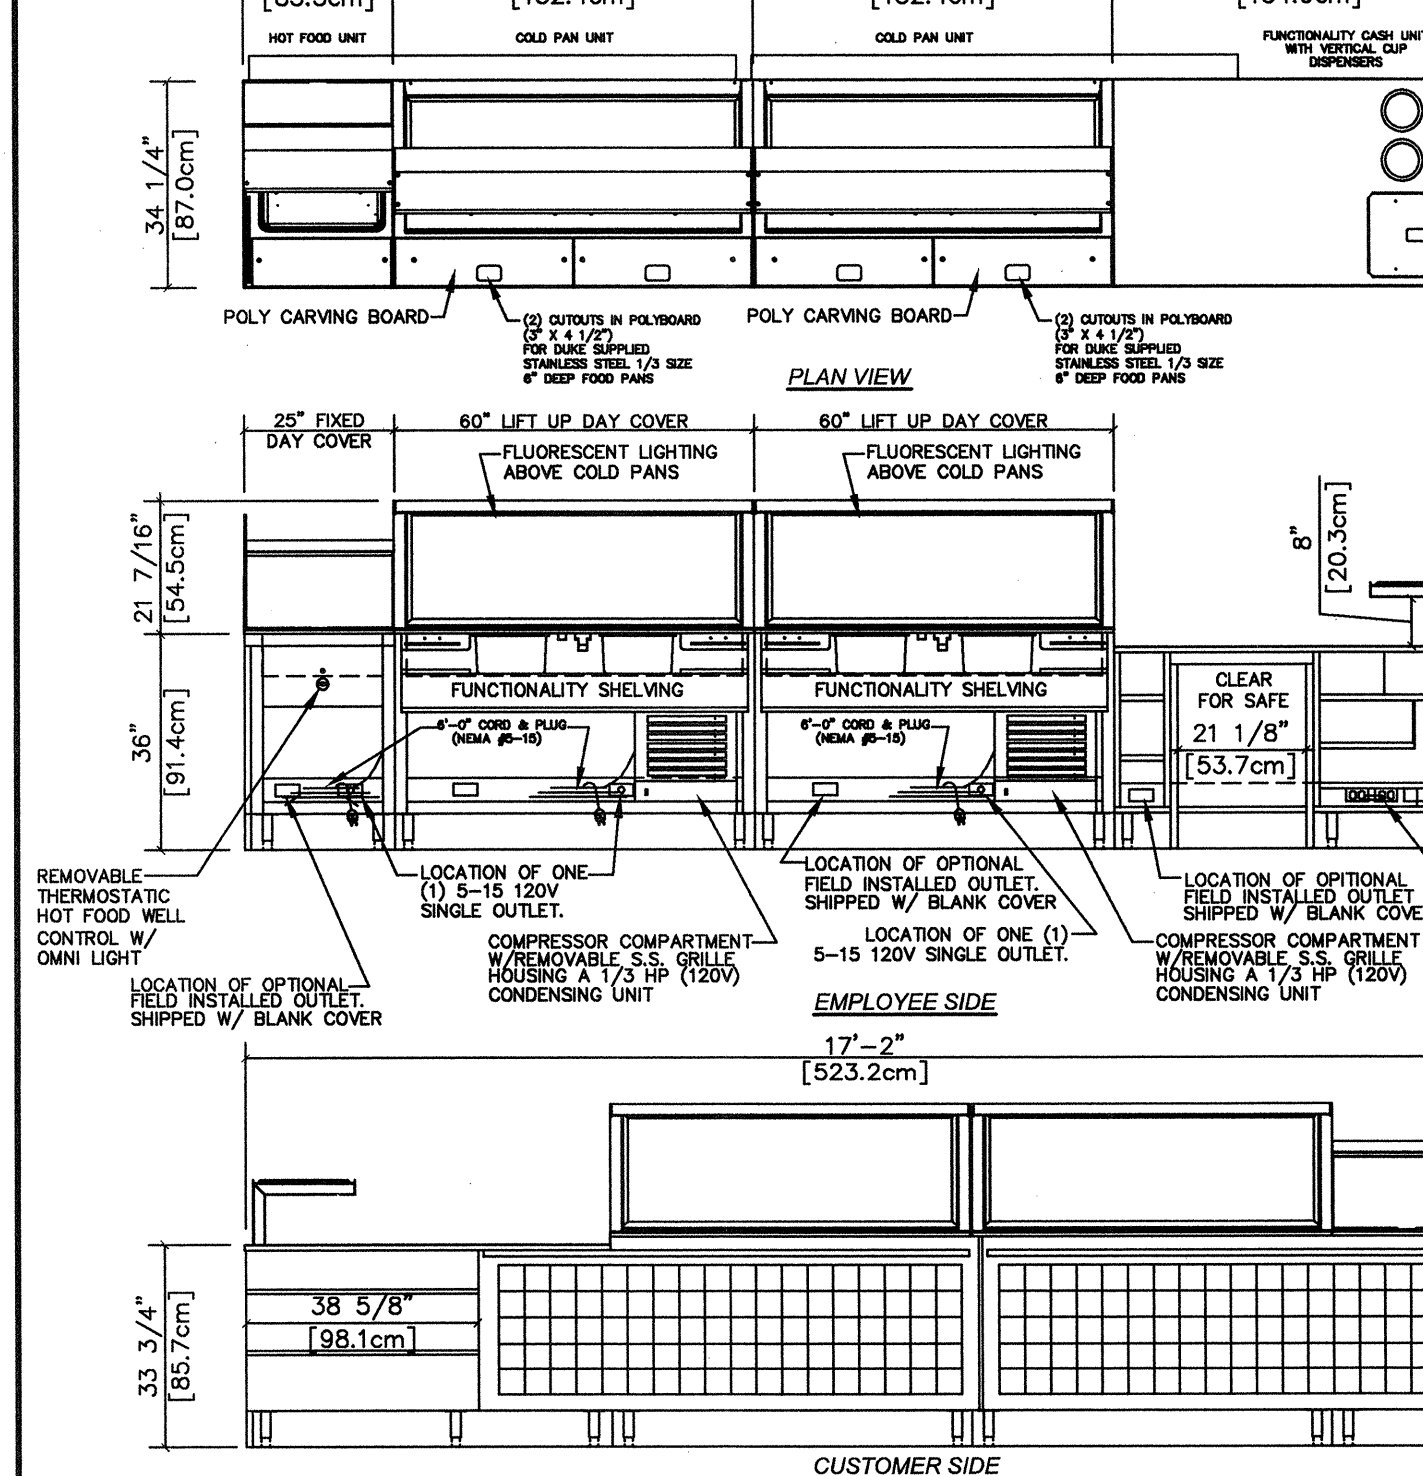 HOT FOOD UNIT
COLD PAN UNIT
COLD PAN UNIT
FUNCTIONALITY CASH UNIT
WITH VERTICAL CUP
DISPENSERS
34 1/4"
[87.0cm]
POLY CARVING BOARD
(2) CUTOUTS IN POLYBOARD
(3" X 4 1/2")
FOR DUKE SUPPLIED
STAINLESS STEEL 1/3 SIZE
6" DEEP FOOD PANS
POLY CARVING BOARD
(2) CUTOUTS IN POLYBOARD
(3" X 4 1/2")
FOR DUKE SUPPLIED
STAINLESS STEEL 1/3 SIZE
6" DEEP FOOD PANS
PLAN VIEW
25" FIXED
DAY COVER
60" LIFT UP DAY COVER
60" LIFT UP DAY COVER
FLUORESCENT LIGHTING
ABOVE COLD PANS
FLUORESCENT LIGHTING
ABOVE COLD PANS
21 7/16"
[54.5cm]
8"
[20.3cm]
36"
[91.4cm]
FUNCTIONALITY SHELVING
FUNCTIONALITY SHELVING
CLEAR
FOR SAFE
21 1/8"
[53.7cm]
6'-0" CORD & PLUG
(NEMA #5-15)
6'-0" CORD & PLUG
(NEMA #5-15)
REMOVABLE
THERMOSTATIC
HOT FOOD WELL
CONTROL W/
OMNI LIGHT
LOCATION OF ONE
(1) 5-15 120V
SINGLE OUTLET.
LOCATION OF OPTIONAL
FIELD INSTALLED OUTLET.
SHIPPED W/ BLANK COVER
LOCATION OF OPITIONAL
FIELD INSTALLED OUTLET
SHIPPED W/ BLANK COVE
COMPRESSOR COMPARTMENT
W/REMOVABLE S.S. GRILLE
HOUSING A 1/3 HP (120V)
CONDENSING UNIT
LOCATION OF ONE (1)
5-15 120V SINGLE OUTLET.
COMPRESSOR COMPARTMENT
W/REMOVABLE S.S. GRILLE
HOUSING A 1/3 HP (120V)
CONDENSING UNIT
LOCATION OF OPTIONAL
FIELD INSTALLED OUTLET.
SHIPPED W/ BLANK COVER
EMPLOYEE SIDE
17'-2"
[523.2cm]
38 5/8"
[98.1cm]
33 3/4"
[85.7cm]
CUSTOMER SIDE